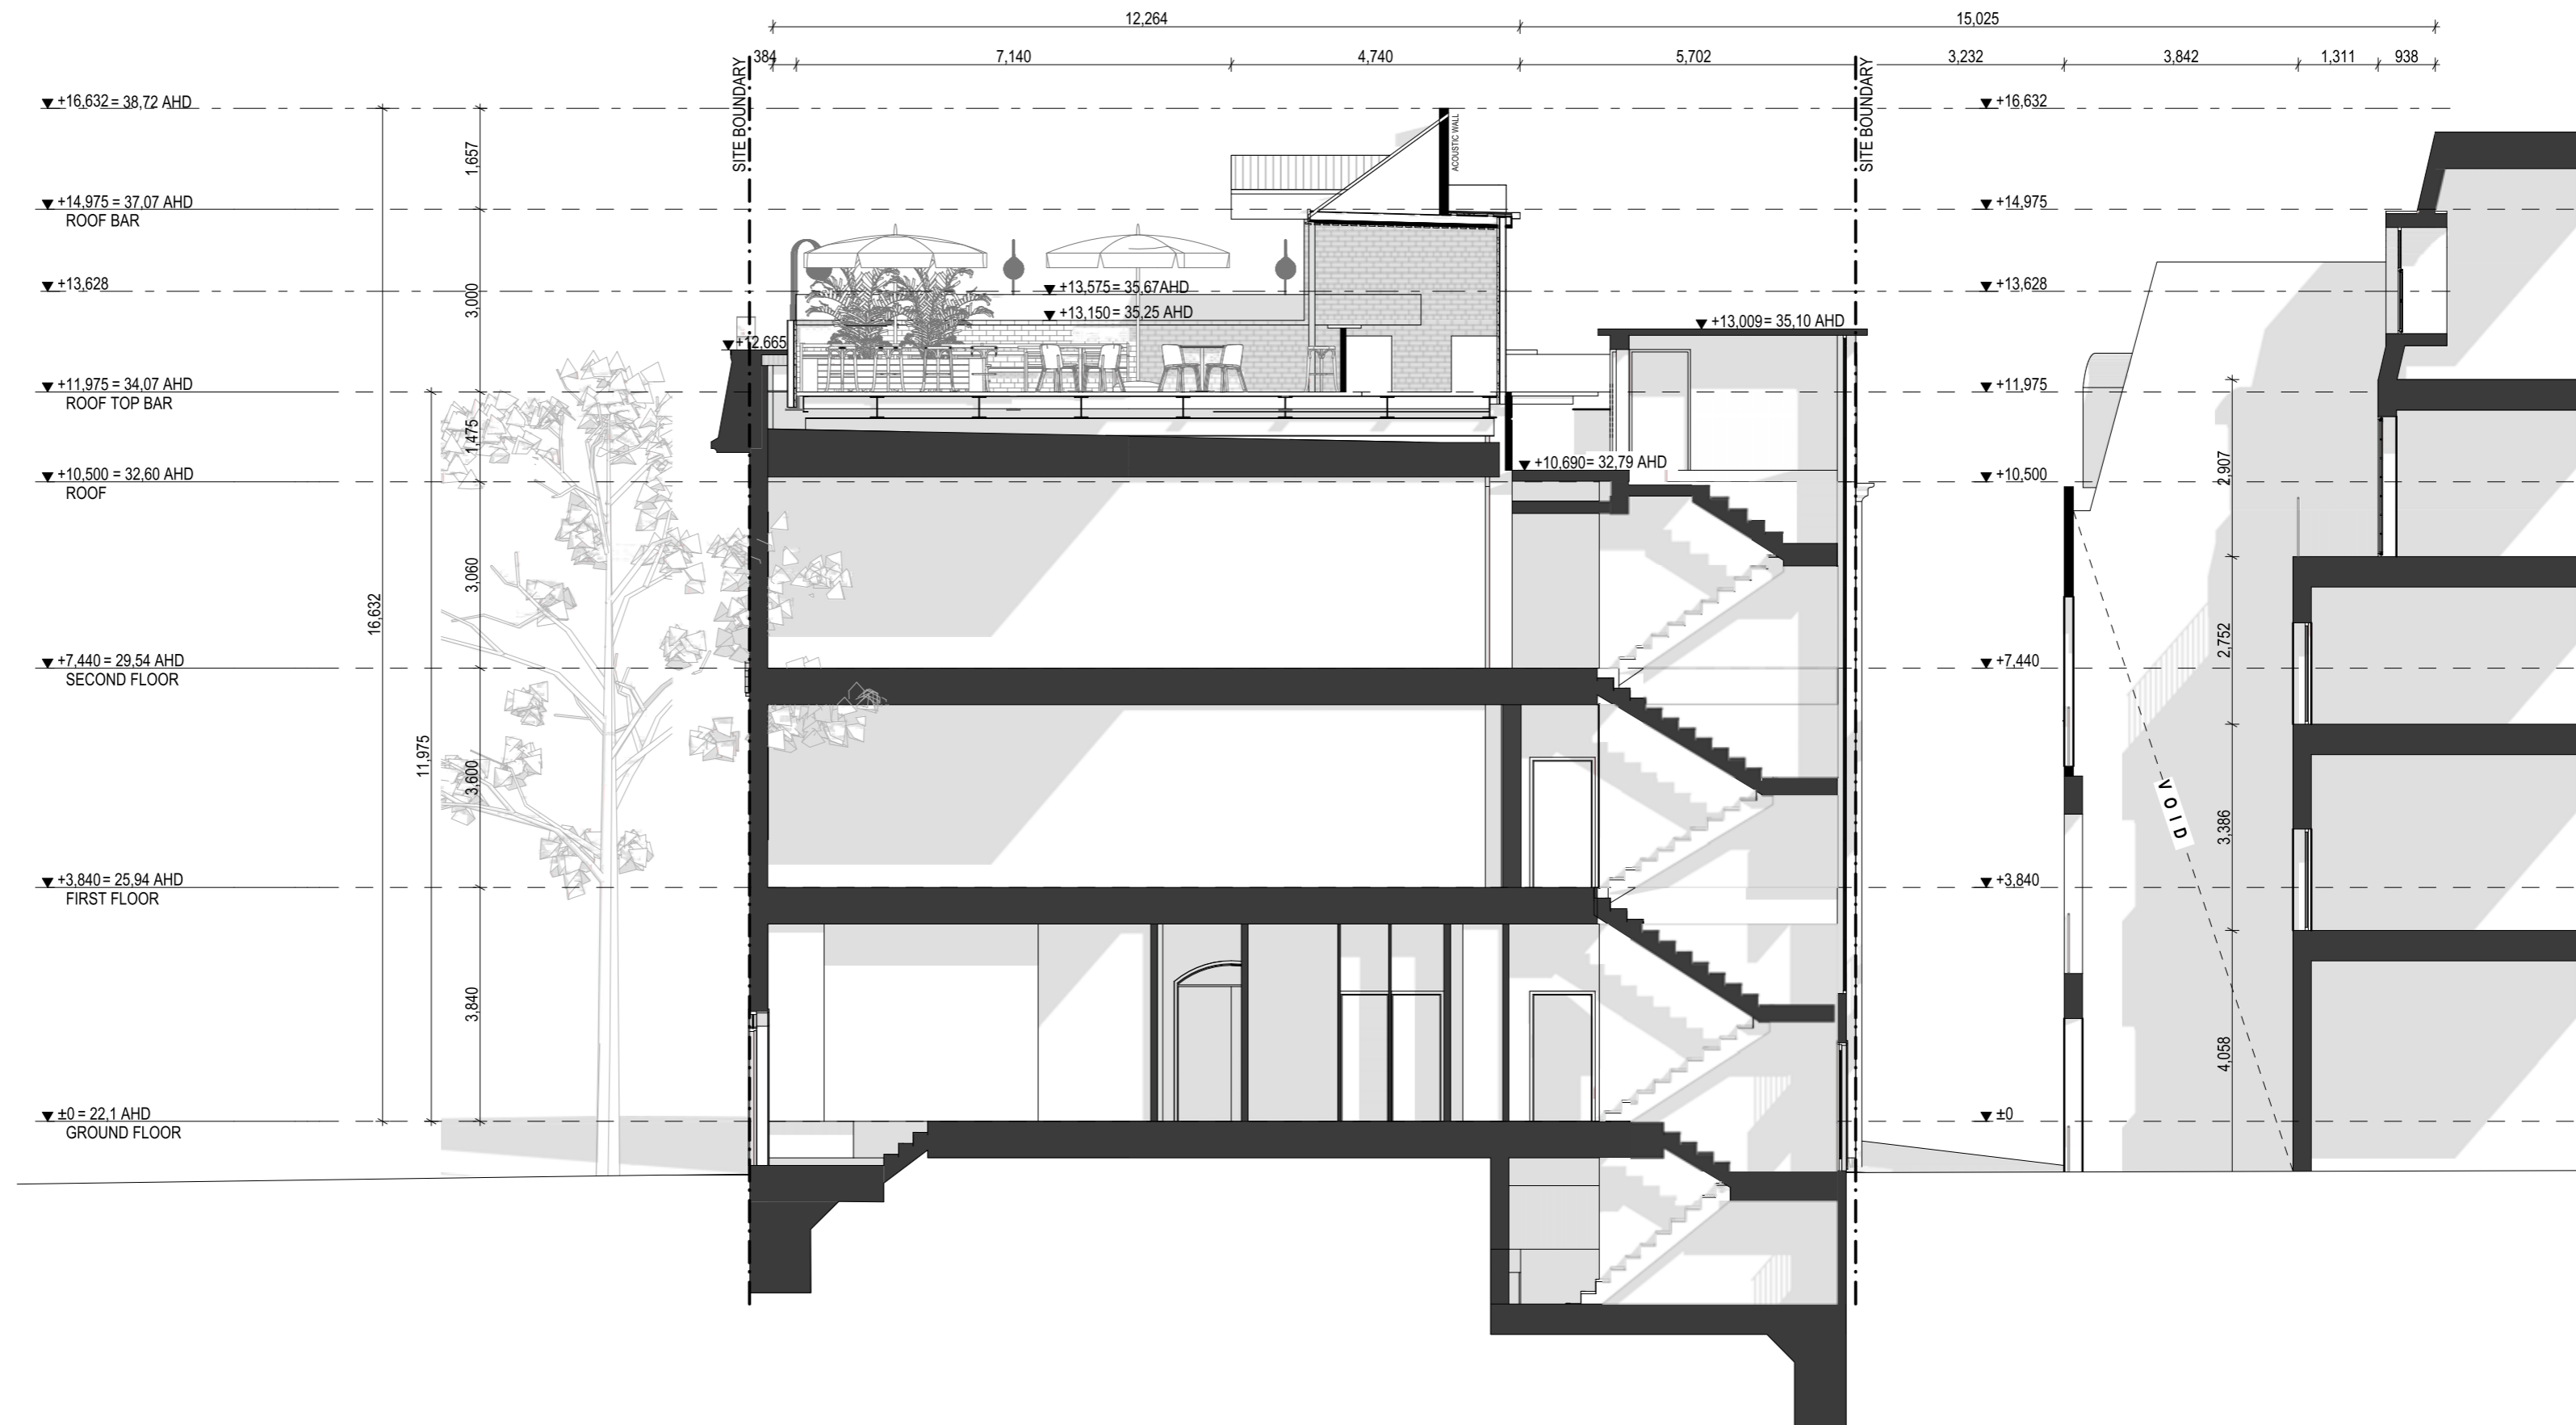 12,264
15,025
384
7,140
4,740
5,702
3,232
3,842
1,311
938
SITE BOUNDARY
SITE BOUNDARY
+16,632 = 38,72 AHD
+16,632
1,657
ACOUSTIC WALL
+14,975 = 37,07 AHD
ROOF BAR
+14,975
+13,628
+13,628
3,000
+13,575 = 35,67AHD
+13,150 = 35,25 AHD
+13,009 = 35,10 AHD
+12,665
+11,975 = 34,07 AHD
ROOF TOP BAR
+11,975
1,475
+10,690 = 32,79 AHD
+10,500 = 32,60 AHD
ROOF
+10,500
2,907
3,060
16,632
2,752
+7,440 = 29,54 AHD
SECOND FLOOR
+7,440
11,975
3,600
VOID
3,386
+3,840 = 25,94 AHD
FIRST FLOOR
+3,840
3,840
4,058
±0 = 22,1 AHD
GROUND FLOOR
±0